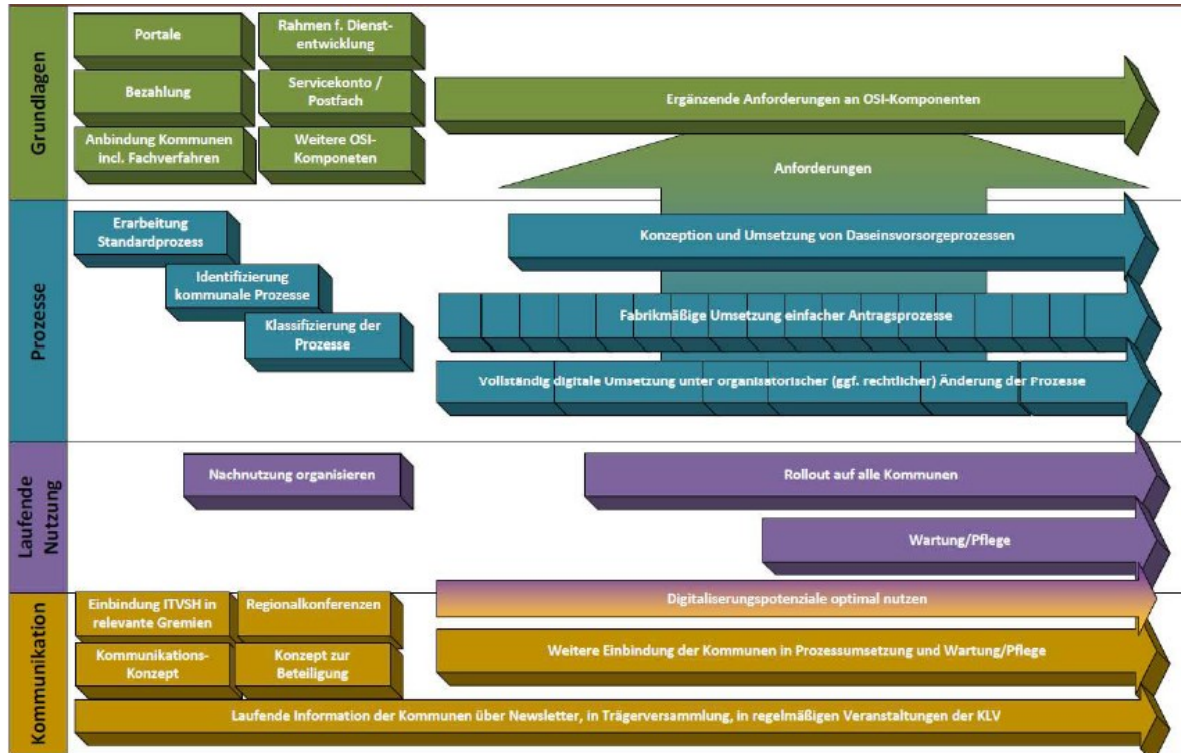 Grundlagen
Portale
Rahmen f. Dienst-
entwicklung
Bezahlung
Servicekonto /
Postfach
Anbindung Kommunen
incl. Fachverfahren
Weitere OSI-
Komponeten
Ergänzende Anforderungen an OSI-Komponenten
Anforderungen
Prozesse
Erarbeitung
Standardprozess
Identifizierung
kommunale Prozesse
Klassifizierung der
Prozesse
Konzeption und Umsetzung von Daseinsvorsorgeprozessen
Fabrikmäßige Umsetzung einfacher Antragsprozesse
Vollständig digitale Umsetzung unter organisatorischer (ggf. rechtlicher) Änderung der Prozesse
Laufende
Nutzung
Nachnutzung organisieren
Rollout auf alle Kommunen
Wartung/Pflege
Digitaliserungspotenziale optimal nutzen
Kommunikation
Einbindung ITVSH in
relevante Gremien
Regionalkonferenzen
Kommunikations-
Konzept
Konzept zur
Beteiligung
Weitere Einbindung der Kommunen in Prozessumsetzung und Wartung/Pflege
Laufende Information der Kommunen über Newsletter, in Trägerversammlung, in regelmäßigen Veranstaltungen der KLV